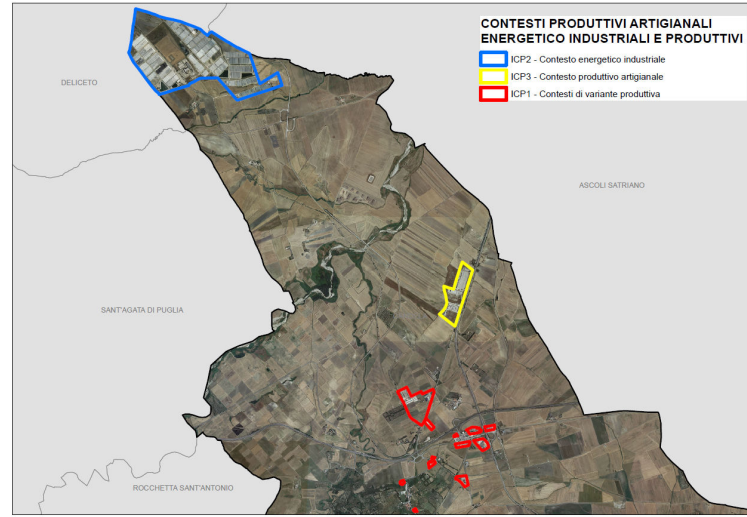 CONTESTI PRODUTTIVI ARTIGIANALI
ENERGETICO INDUSTRIALI E PRODUTTIVI
ICP2 - Contesto energetico industriale
ICP3 - Contesto produttivo artigianale
ICP1 - Contesti di variante produttiva
DELICETO
ASCOLI SATRIANO
SANT'AGATA DI PUGLIA
ROCCHETTA SANT'ANTONIO